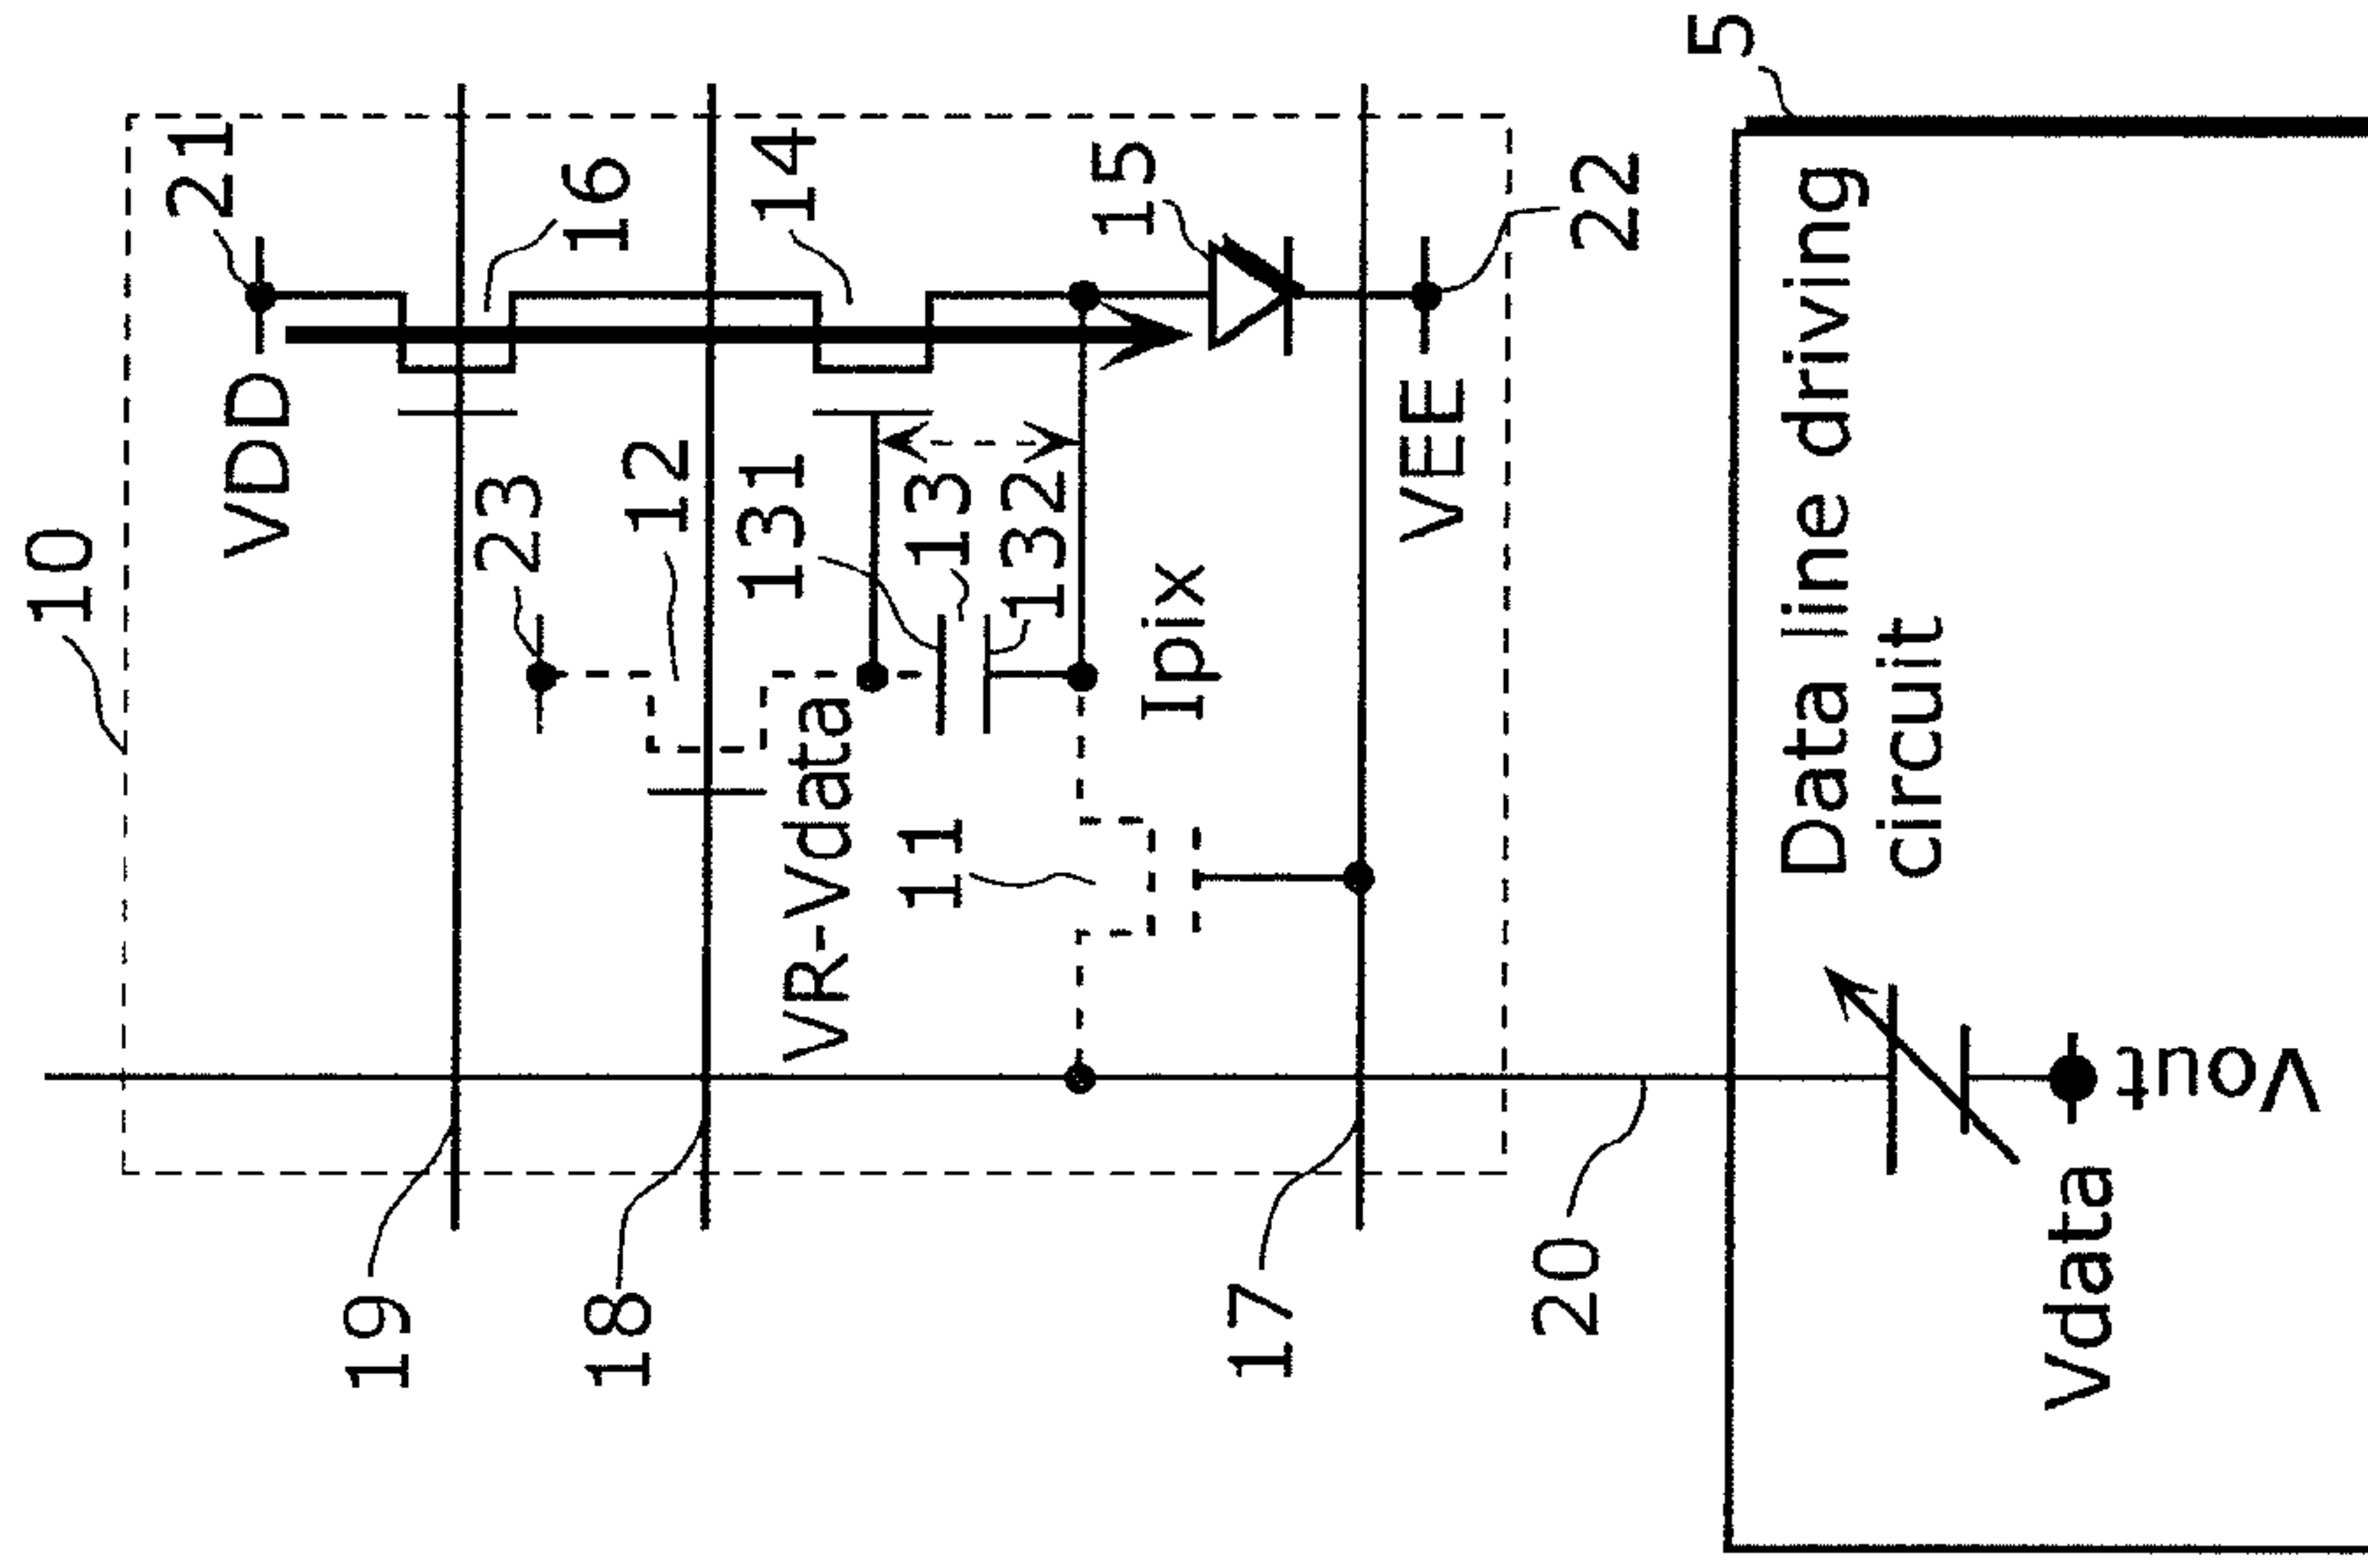 10
21
VDD
16
23
12
14
131
13
132
15
VR-Vdata
Ipix
11
VEE
22
19
18
17
20
5
Data line driving
circuit
Vdata
Vout